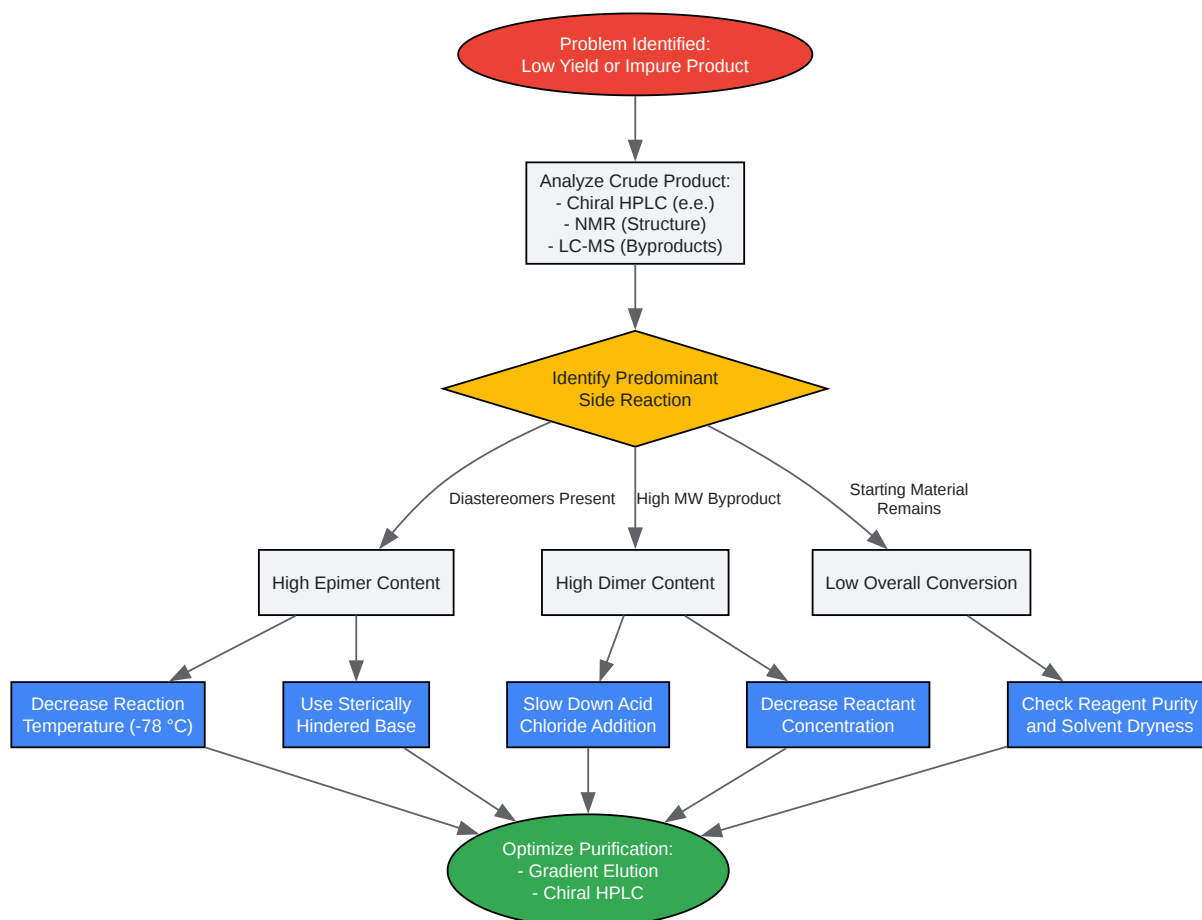 Problem Identified:
Low Yield or Impure Product
Analyze Crude Product:
- Chiral HPLC (e.e.)
- NMR (Structure)
- LC-MS (Byproducts)
Identify Predominant
Side Reaction
Diastereomers Present
High MW Byproduct
Starting Material
Remains
High Epimer Content
High Dimer Content
Low Overall Conversion
Decrease Reaction
Temperature (-78 °C)
Use Sterically
Hindered Base
Slow Down Acid
Chloride Addition
Decrease Reactant
Concentration
Check Reagent Purity
and Solvent Dryness
Optimize Purification:
- Gradient Elution
- Chiral HPLC